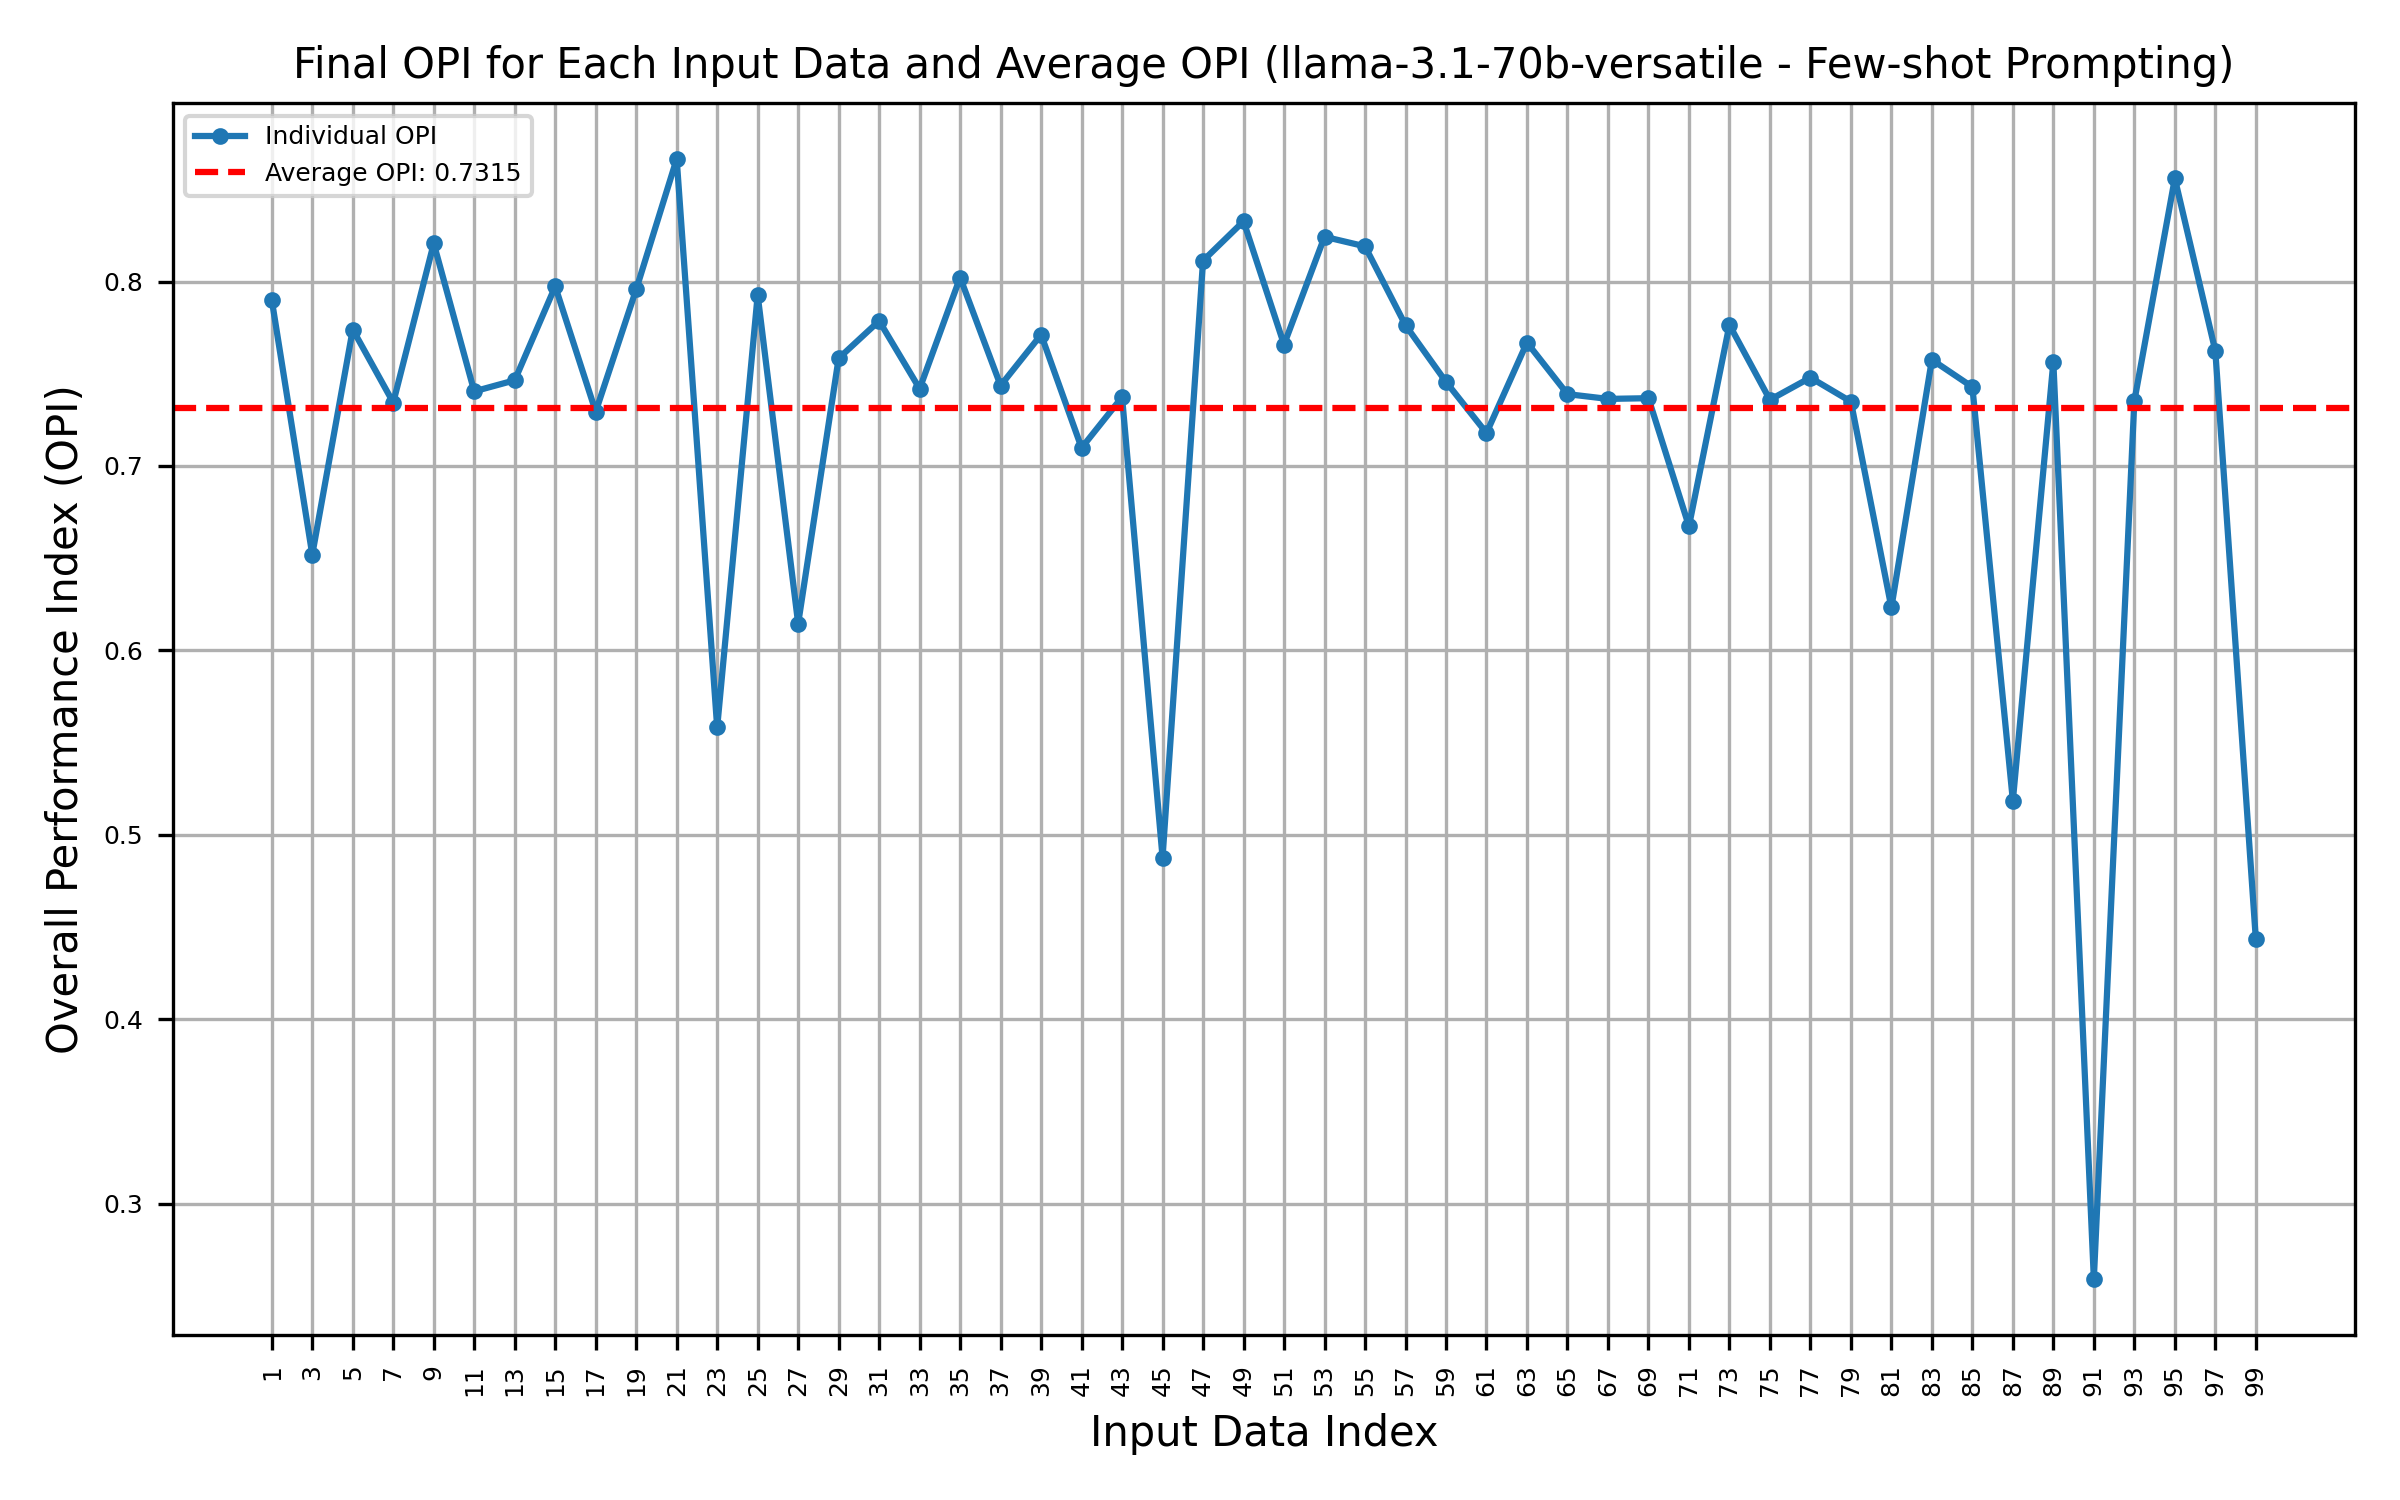 Final OPI for Each Input Data and Average OPI (llama-3.1-70b-versatile - Few-shot Prompting)
Individual OPI
Average OPI: 0.7315
Overall Performance Index (OPI)
0.8
0.7
0.6
0.5
0.4
0.3
1 3 5 7 9 11 13 15 17 19 21 23 25 27 29 31 33 35 37 39 41 43 45 47 49 51 53 55 57 59 61 63 65 67 69 71 73 75 77 79 81 83 85 87 89 91 93 95 97 99
Input Data Index